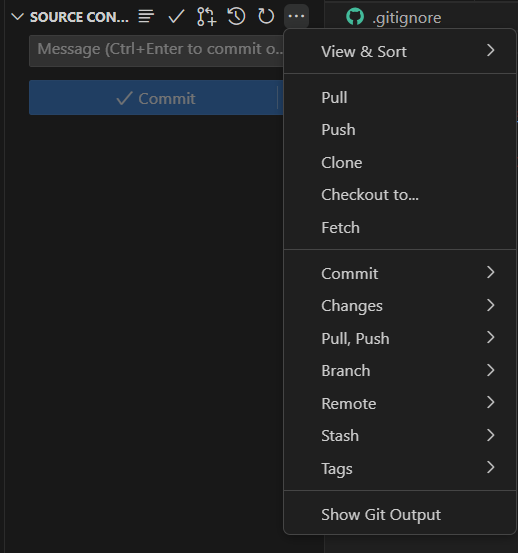 SOURCE CON...
.gitignore
Message (Ctrl+Enter to commit o...
Commit
View & Sort
Pull
Push
Clone
Checkout to...
Fetch
Commit
Changes
Pull, Push
Branch
Remote
Stash
Tags
Show Git Output